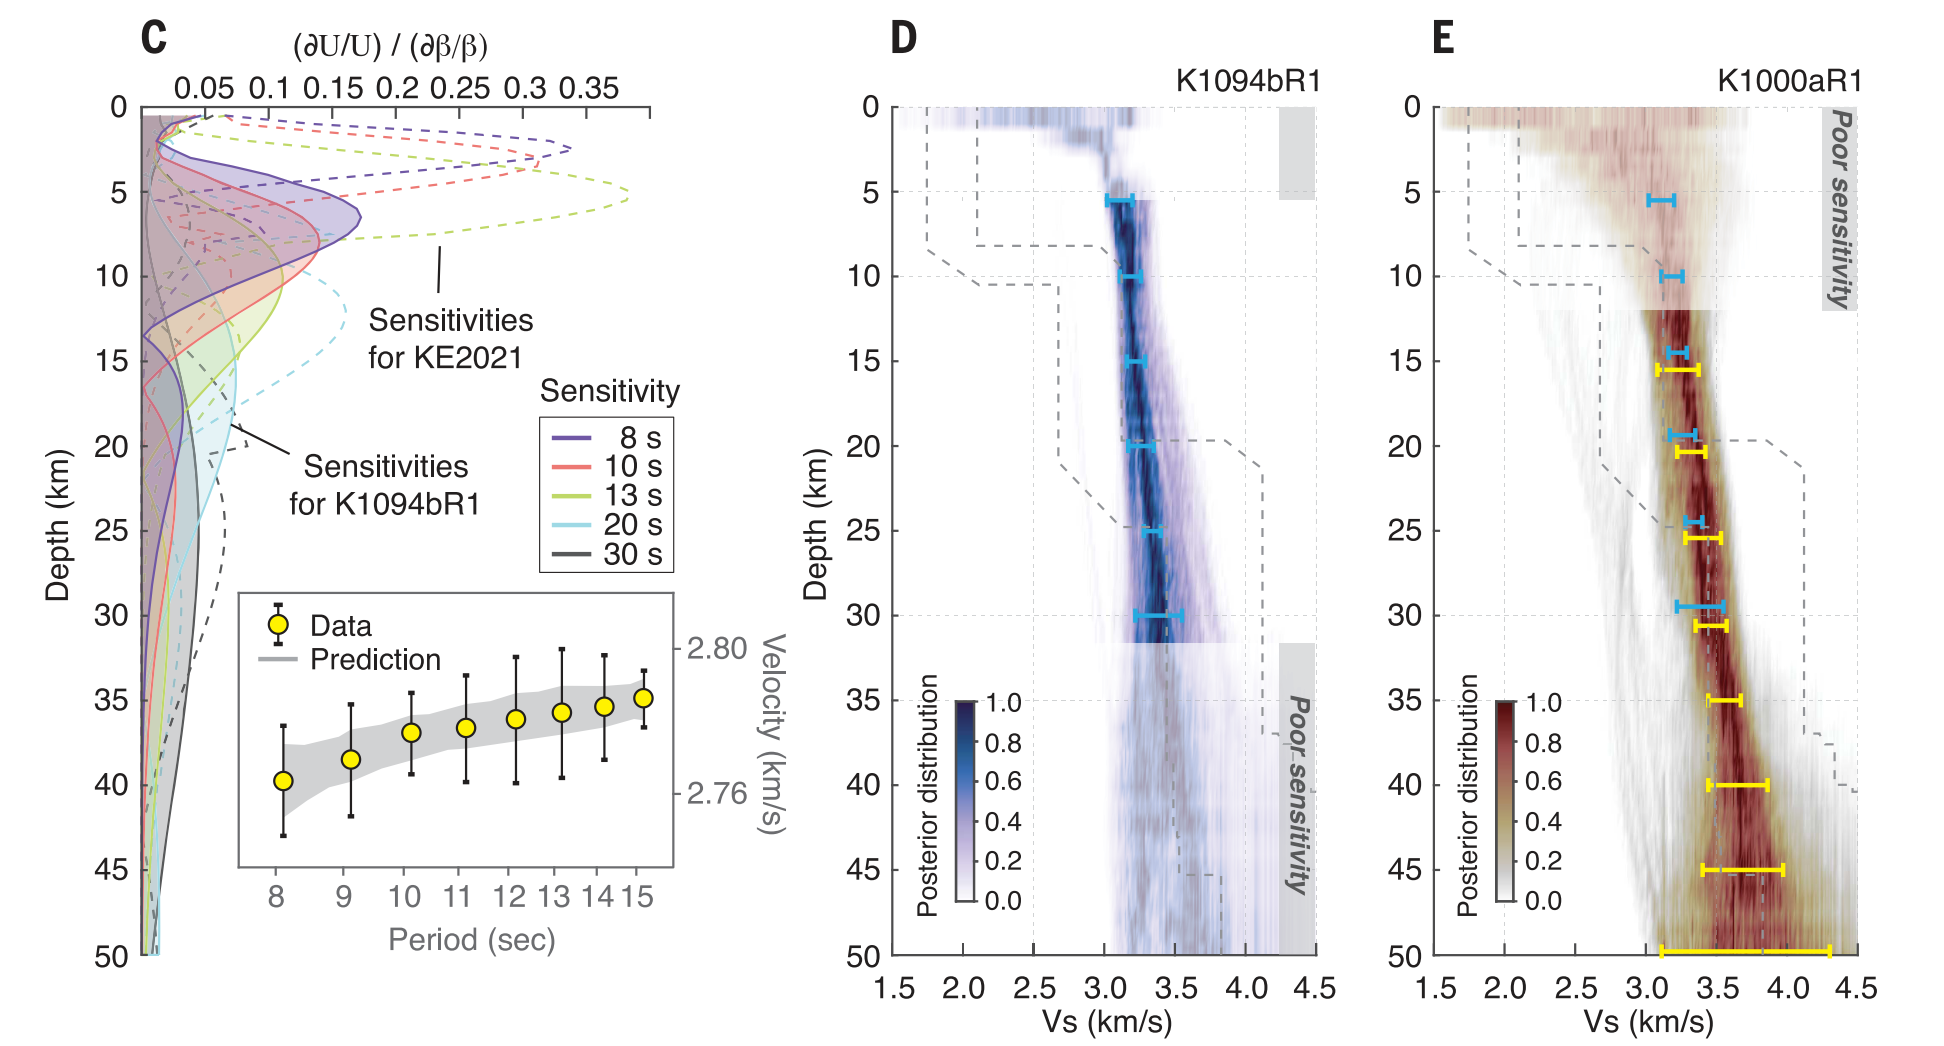 C
(∂U/U) / (∂β/β)
0.05 0.1 0.15 0.2 0.25 0.3 0.35
0
5
10
15
20
25
30
35
40
45
50
Depth (km)
Sensitivities
for KE2021
Sensitivities
for K1094bR1
Sensitivity
8 s
10 s
13 s
20 s
30 s
Data
Prediction
2.80
2.76
Velocity (km/s)
8 9 10 11 12 13 14 15
Period (sec)
D
K1094bR1
0
5
10
15
20
25
30
35
40
45
50
Depth (km)
Poor sensitivity
Posterior distribution
1.0
0.8
0.6
0.4
0.2
0.0
1.5 2.0 2.5 3.0 3.5 4.0 4.5
Vs (km/s)
E
K1000aR1
0
5
10
15
20
25
30
35
40
45
50
Poor sensitivity
Posterior distribution
1.0
0.8
0.6
0.4
0.2
0.0
1.5 2.0 2.5 3.0 3.5 4.0 4.5
Vs (km/s)